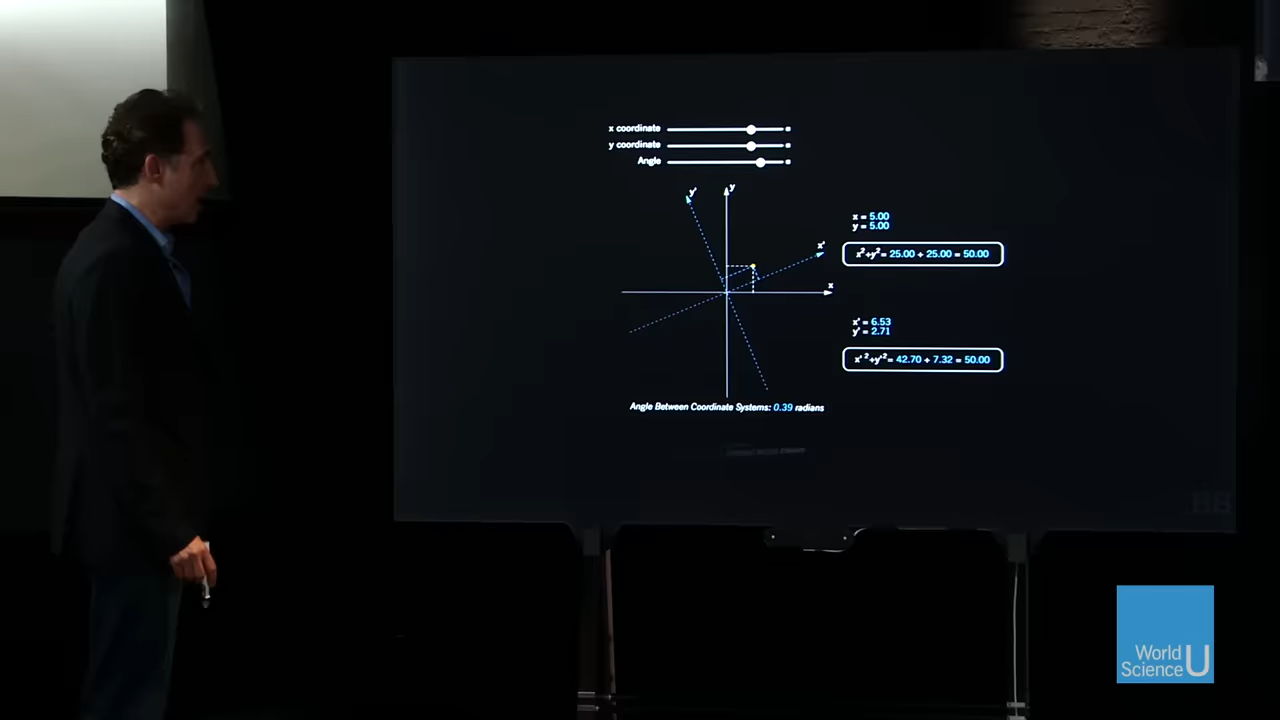 x coordinate
y coordinate
Angle
y'
y
x'
x
x = 5.00
y = 5.00
x²+y²= 25.00 + 25.00 = 50.00
x' = 6.53
y' = 2.71
x' ²+y'²= 42.70 + 7.32 = 50.00
Angle Between Coordinate Systems: 0.39 radians
World
Science U